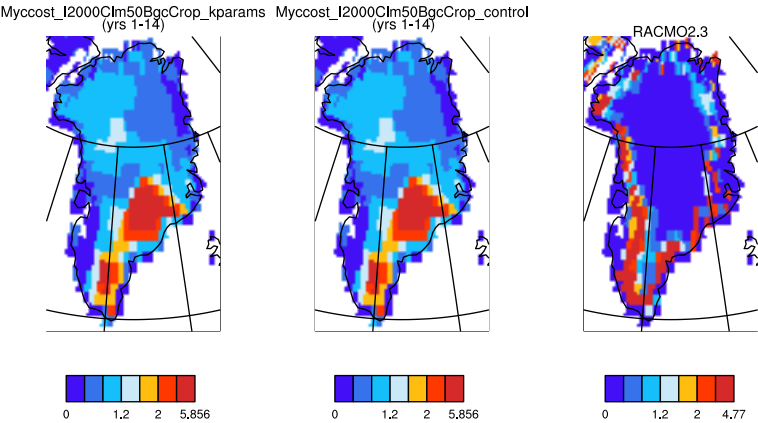 Myccost_I2000Clm50BgcCrop_kparams
(yrs 1-14)
Myccost_I2000Clm50BgcCrop_control
(yrs 1-14)
RACMO2.3
0 1.2 2 5.856
0 1.2 2 5.856
0 1.2 2 4.77